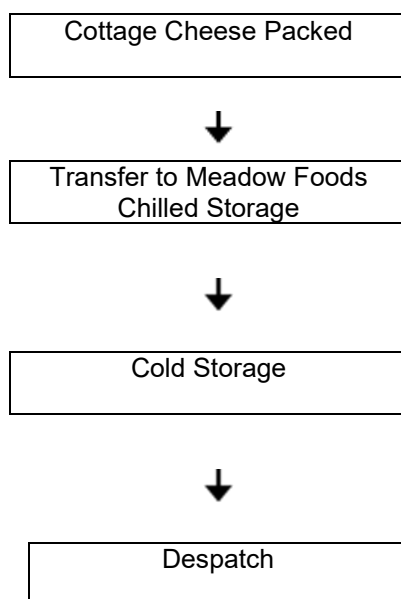 Cottage Cheese Packed
Transfer to Meadow Foods
Chilled Storage
Cold Storage
Despatch